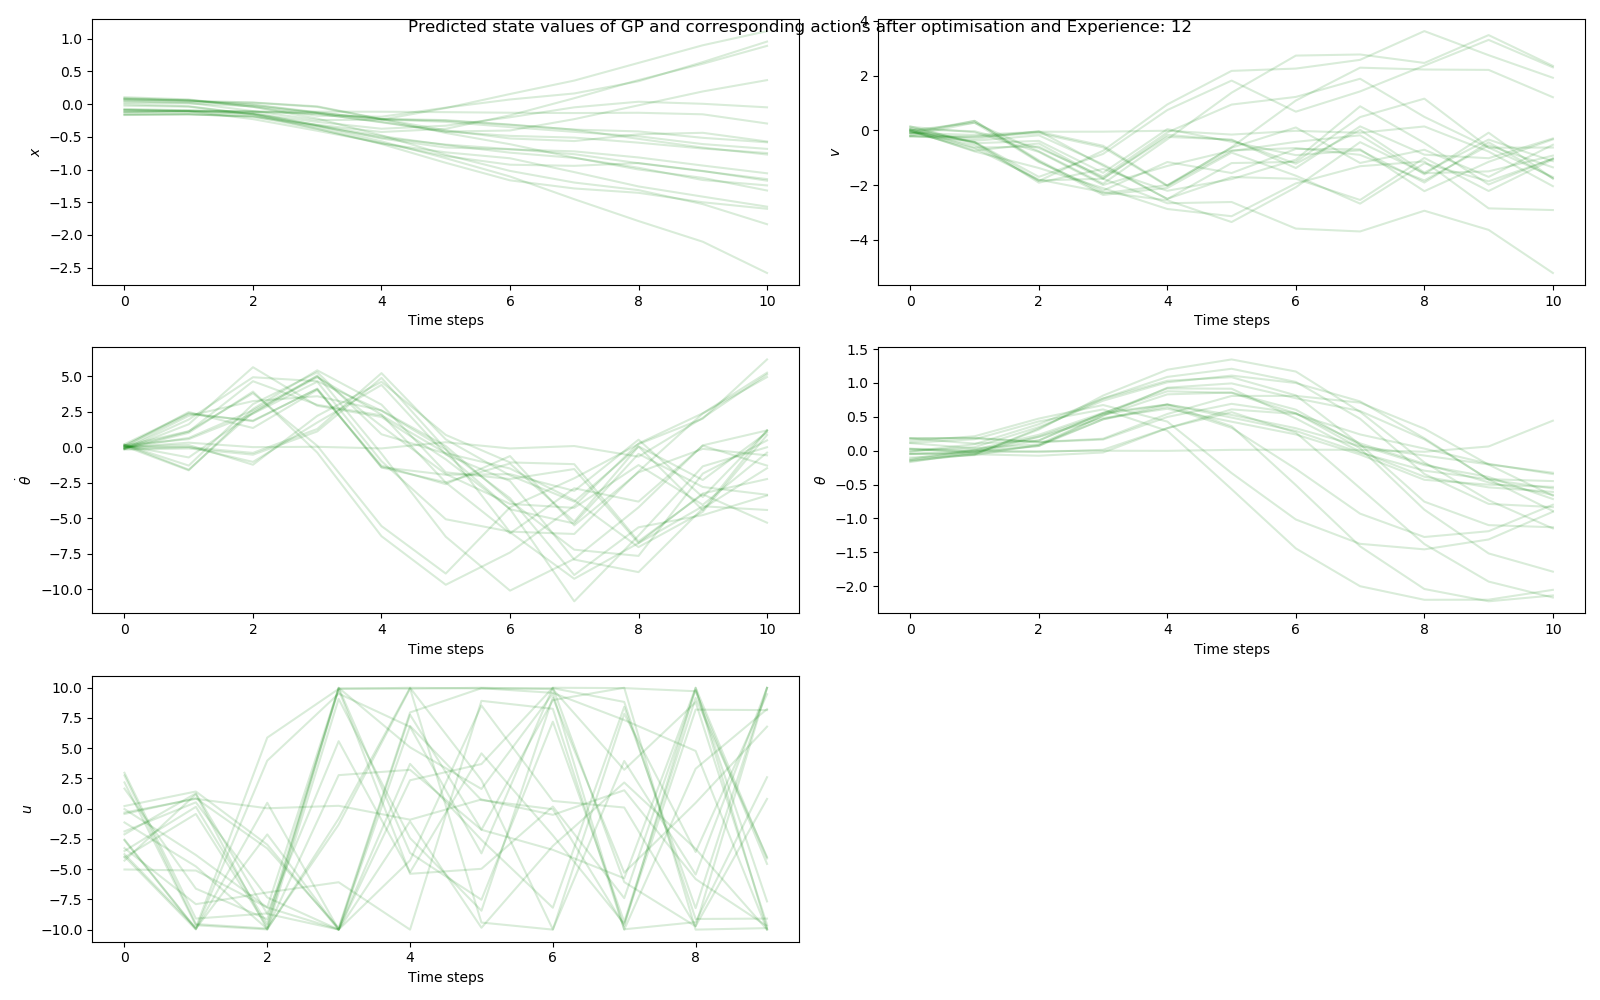 Predicted state values of GP and corresponding actions after optimisation and Experience: 12
1.0
0.5
0.0
−0.5
−1.0
−1.5
−2.0
−2.5
x
0 2 4 6 8 10
Time steps
4
2
0
−2
−4
v
0 2 4 6 8 10
Time steps
5.0
2.5
0.0
−2.5
−5.0
−7.5
−10.0
θ̇
0 2 4 6 8 10
Time steps
1.5
1.0
0.5
0.0
−0.5
−1.0
−1.5
−2.0
θ
0 2 4 6 8 10
Time steps
10.0
7.5
5.0
2.5
0.0
−2.5
−5.0
−7.5
−10.0
u
0 2 4 6 8
Time steps